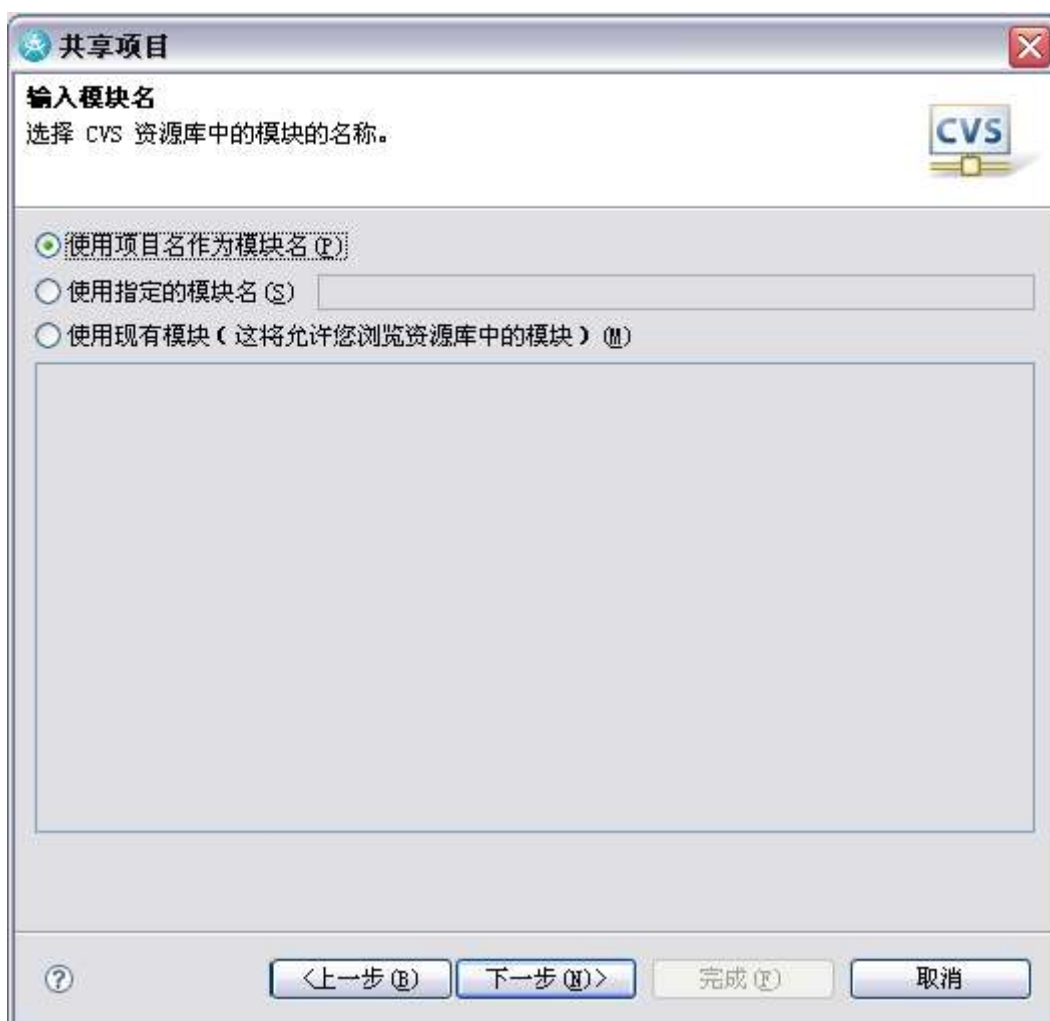 共享项目
输入模块名
选择 CVS 资源库中的模块的名称。
CVS
使用项目名作为模块名(P)
使用指定的模块名(S)
使用现有模块(这将允许您浏览资源库中的模块)(M)
?
<上一步(B)
下一步(N)>
完成(F)
取消